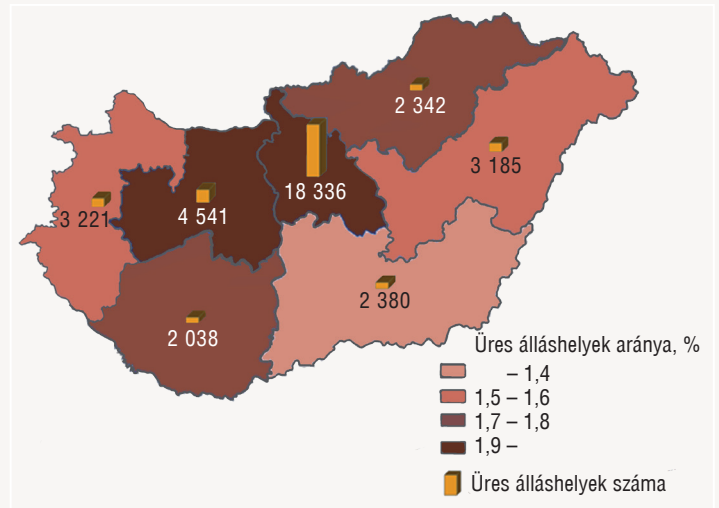 2 342
3 185
18 336
3 221
4 541
2 380
2 038
Üres álláshelyek aránya, %
– 1,4
1,5 – 1,6
1,7 – 1,8
1,9 –
Üres álláshelyek száma